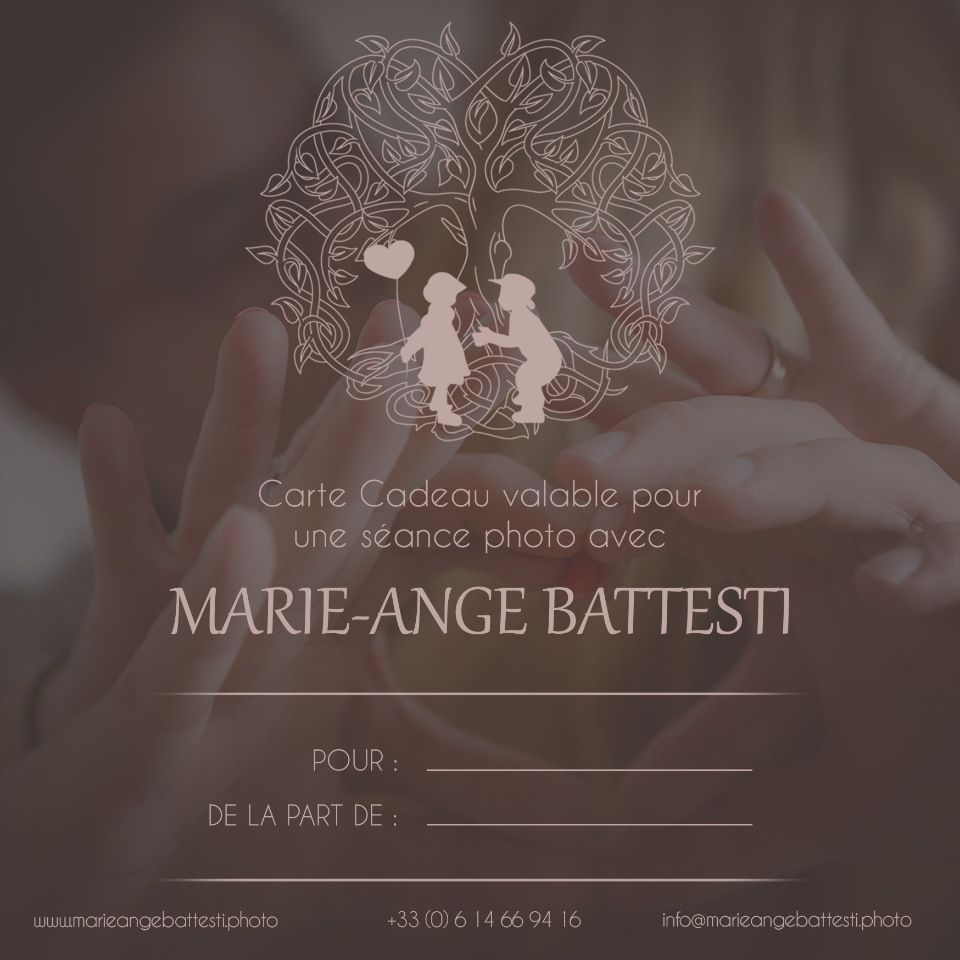 Carte Cadeau valable pour
une séance photo avec
MARIE-ANGE BATTESTI
POUR :
DE LA PART DE :
www.marieangebattesti.photo
+33 (0) 6 14 66 94 16
info@marieangebattesti.photo